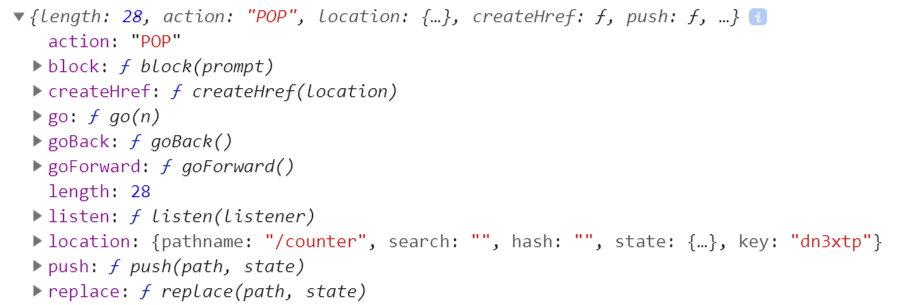 {length: 28, action: "POP", location: {…}, createHref: ƒ, push: ƒ, …} i
action: "POP"
block: ƒ block(prompt)
createHref: ƒ createHref(location)
go: ƒ go(n)
goBack: ƒ goBack()
goForward: ƒ goForward()
length: 28
listen: ƒ listen(listener)
location: {pathname: "/counter", search: "", hash: "", state: {…}, key: "dn3xtp"}
push: ƒ push(path, state)
replace: ƒ replace(path, state)